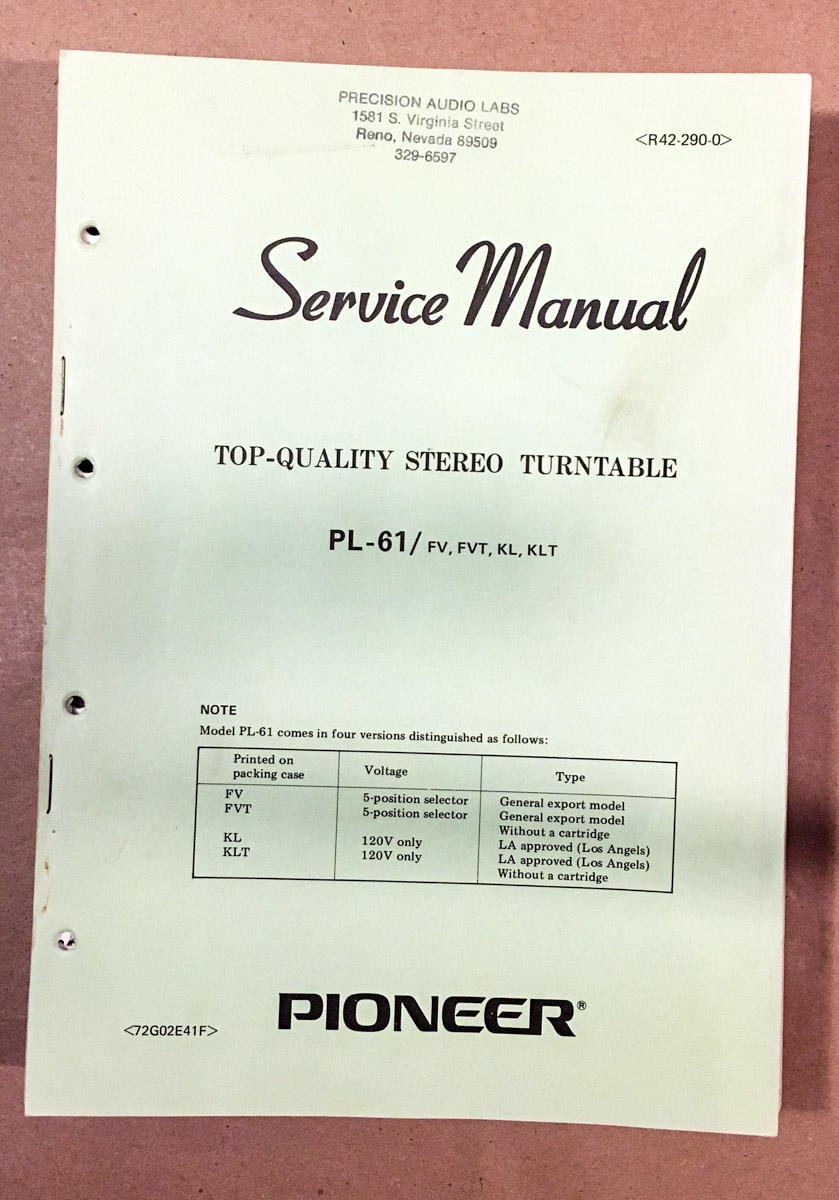 PRECISION AUDIO LABS
1581 S. Virginia Street
Reno, Nevada 89509
329-6597
<R42-290-0>
Service Manual
TOP-QUALITY STEREO TURNTABLE
PL-61/ FV, FVT, KL, KLT
NOTE
Model PL-61 comes in four versions distinguished as follows:
Printed on packing case Voltage Type
FV 5-position selector General export model
FVT 5-position selector General export model
Without a cartridge
KL 120V only LA approved (Los Angels)
KLT 120V only LA approved (Los Angels)
Without a cartridge
PIONEER®
<72G02E41F>